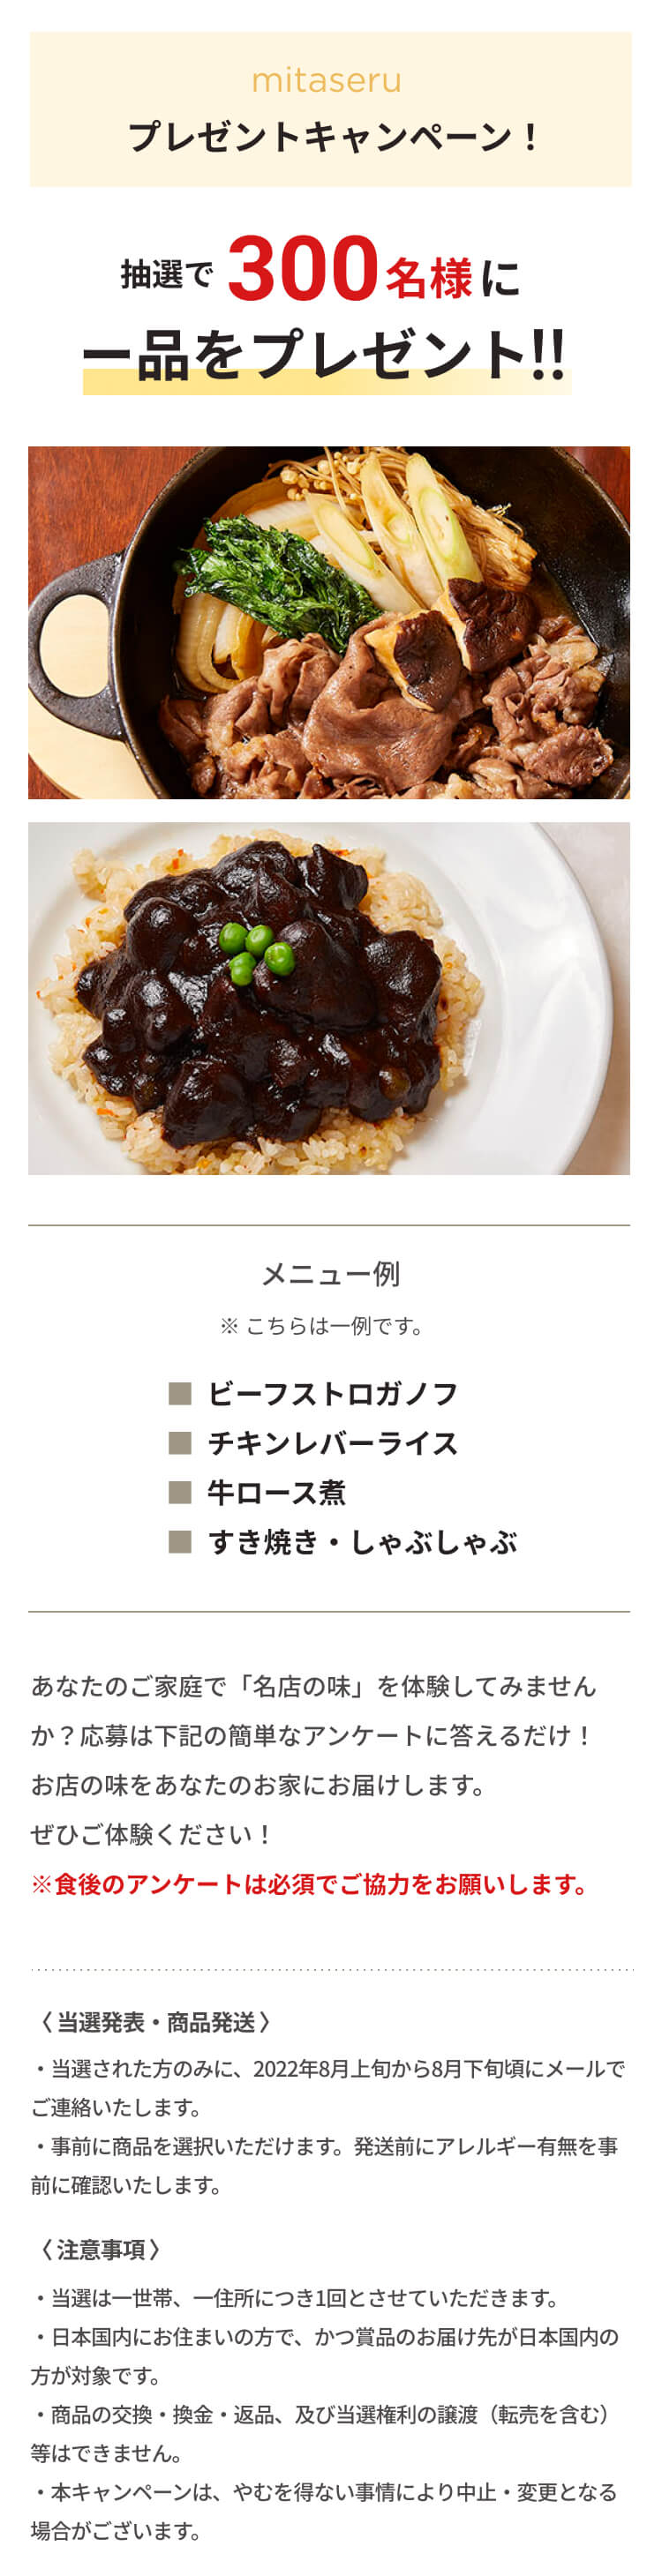 mitaseru
プレゼントキャンペーン！
抽選で300名様に
一品をプレゼント!!
メニュー例
※ こちらは一例です。
■ ビーフストロガノフ
■ チキンレバーライス
■ 牛ロース煮
■ すき焼き・しゃぶしゃぶ
あなたのご家庭で「名店の味」を体験してみません
か？応募は下記の簡単なアンケートに答えるだけ！
お店の味をあなたのお家にお届けします。
ぜひご体験ください！
※食後のアンケートは必須でご協力をお願いします。
〈 当選発表・商品発送 〉
・当選された方のみに、2022年8月上旬から8月下旬頃にメールで
ご連絡いたします。
・事前に商品を選択いただけます。発送前にアレルギー有無を事
前に確認いたします。
〈 注意事項 〉
・当選は一世帯、一住所につき1回とさせていただきます。
・日本国内にお住まいの方で、かつ賞品のお届け先が日本国内の
方が対象です。
・商品の交換・換金・返品、及び当選権利の譲渡（転売を含む）
等はできません。
・本キャンペーンは、やむを得ない事情により中止・変更となる
場合がございます。